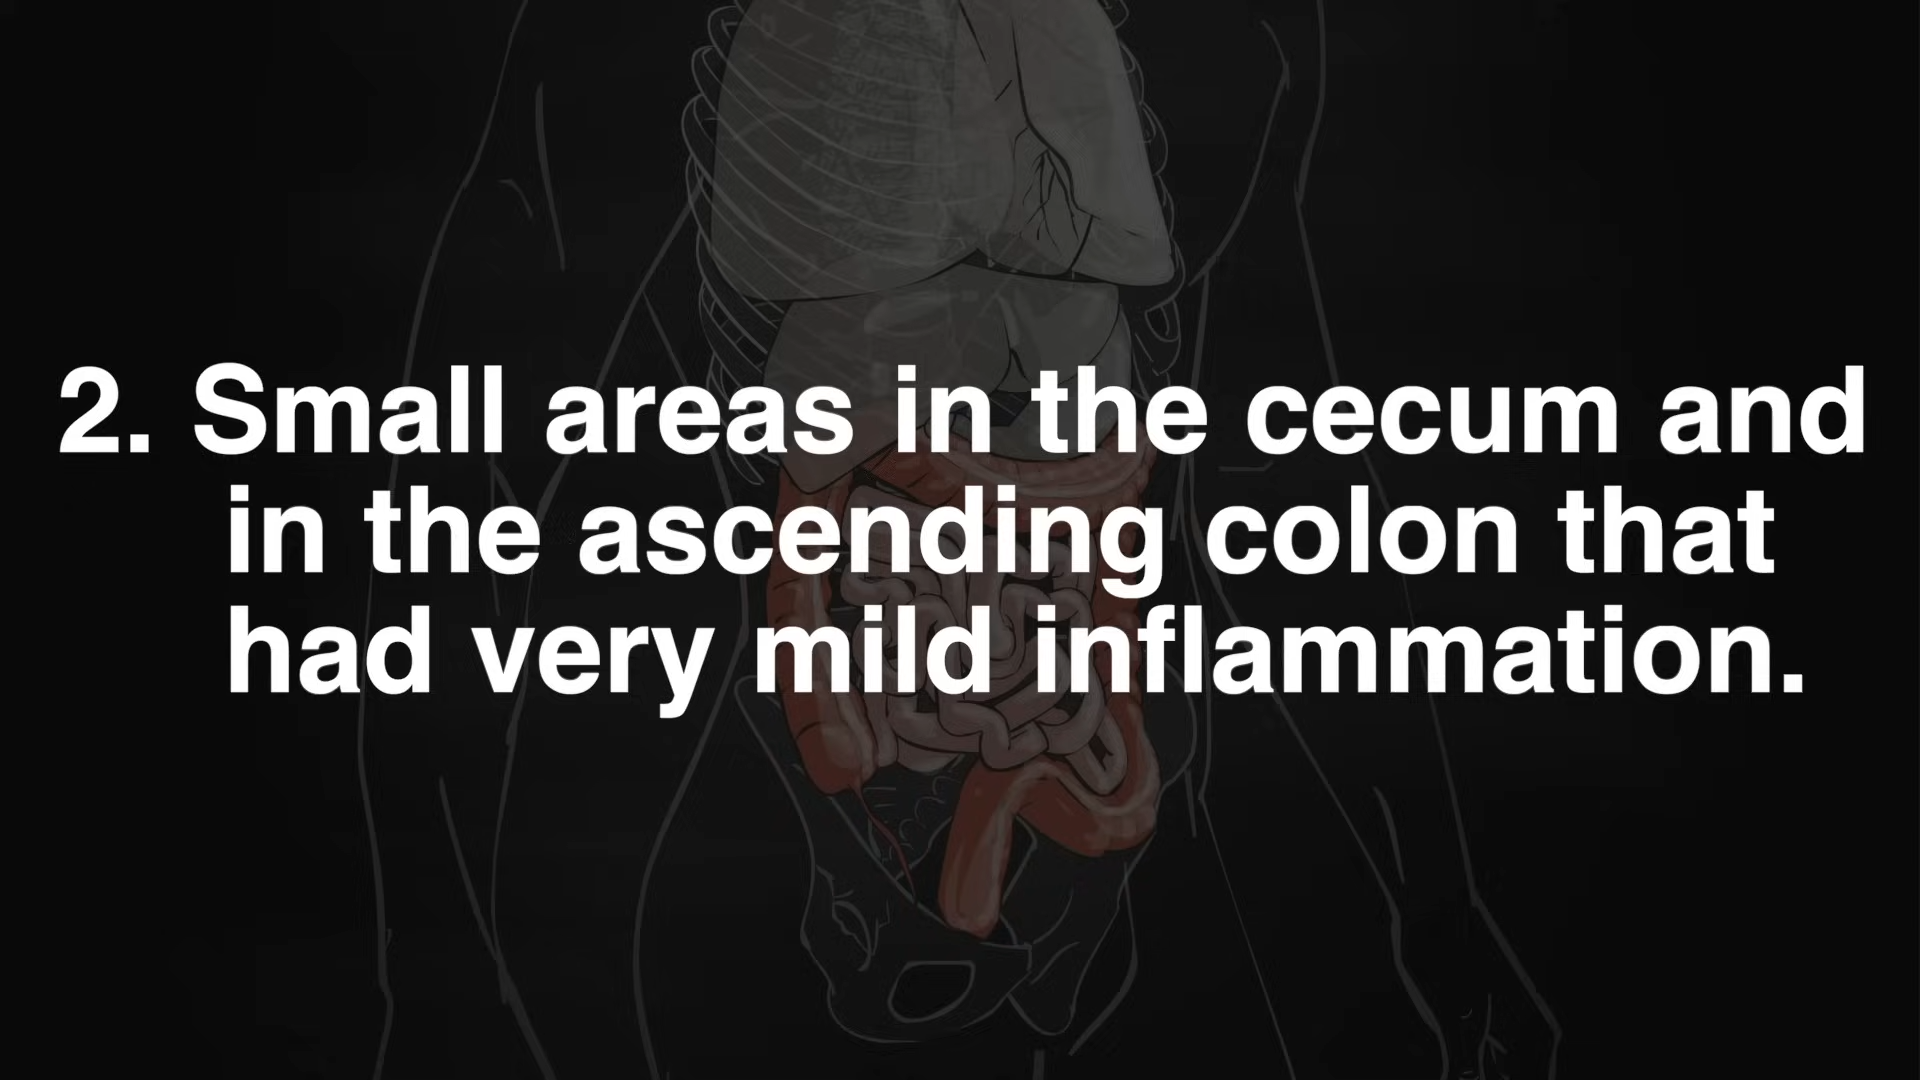 2. Small areas in the cecum and
in the ascending colon that
had very mild inflammation.